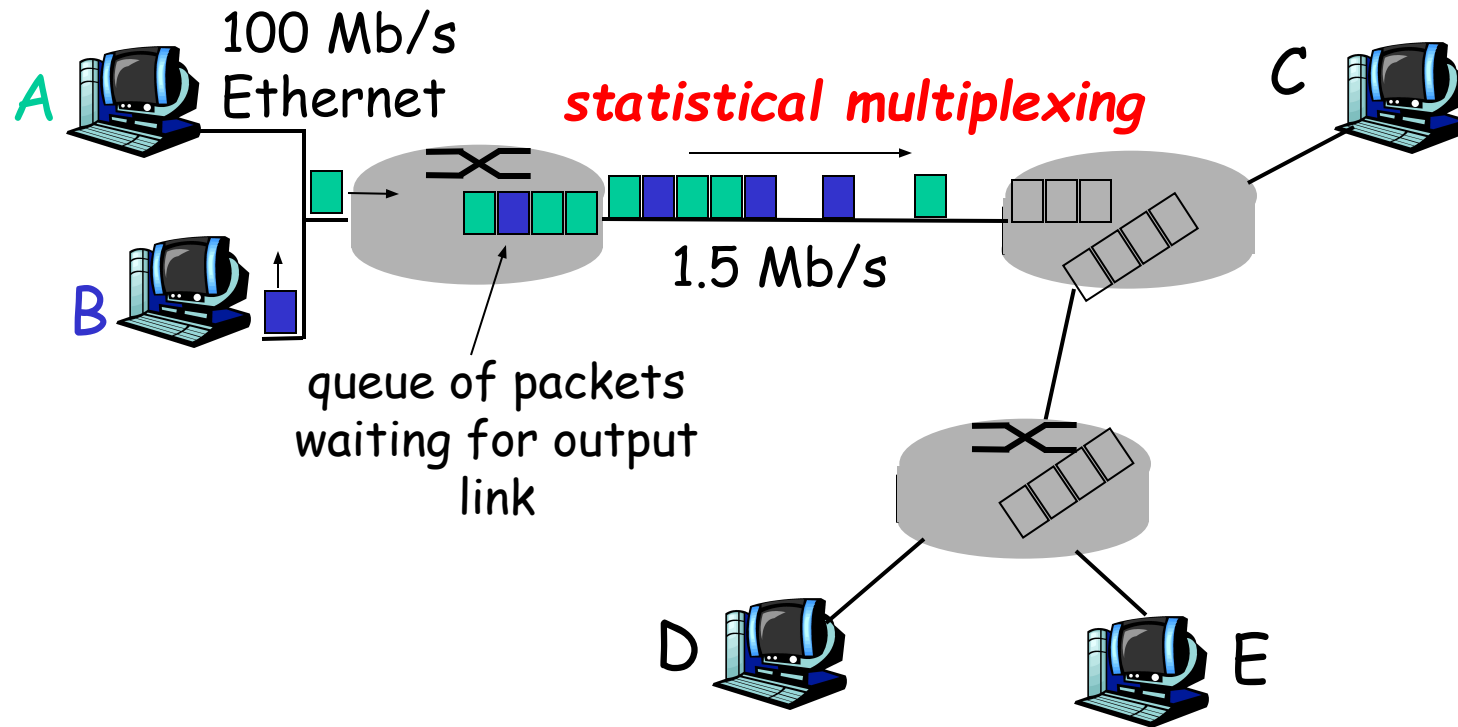 100 Mb/s
Ethernet
A
statistical multiplexing
C
B
1.5 Mb/s
queue of packets
waiting for output
link
D
E